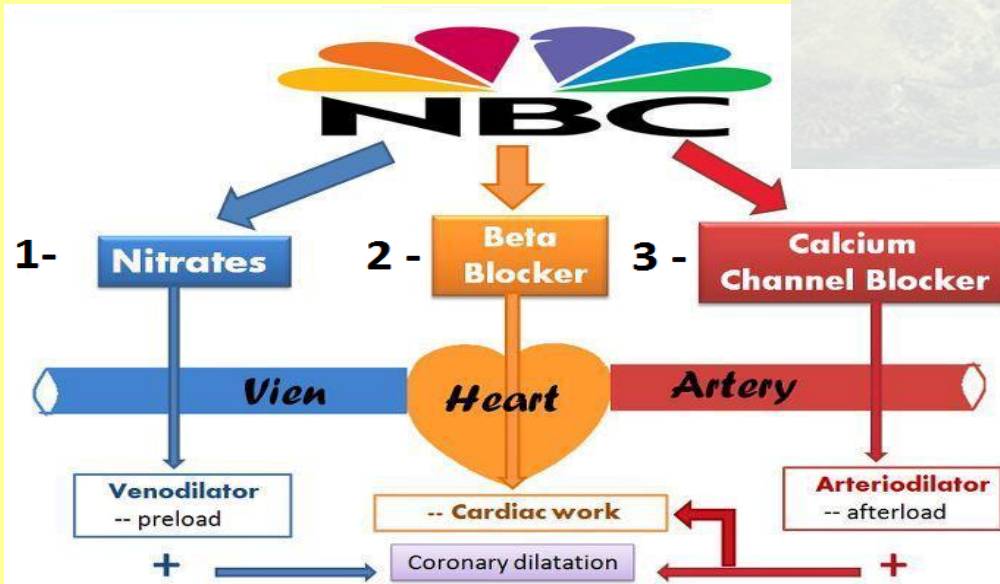 NBC
1-
Nitrates
2 -
Beta
Blocker
3 -
Calcium
Channel Blocker
Vien
Heart
Artery
Venodilator
-- preload
-- Cardiac work
Arteriodilator
-- afterload
+
Coronary dilatation
+